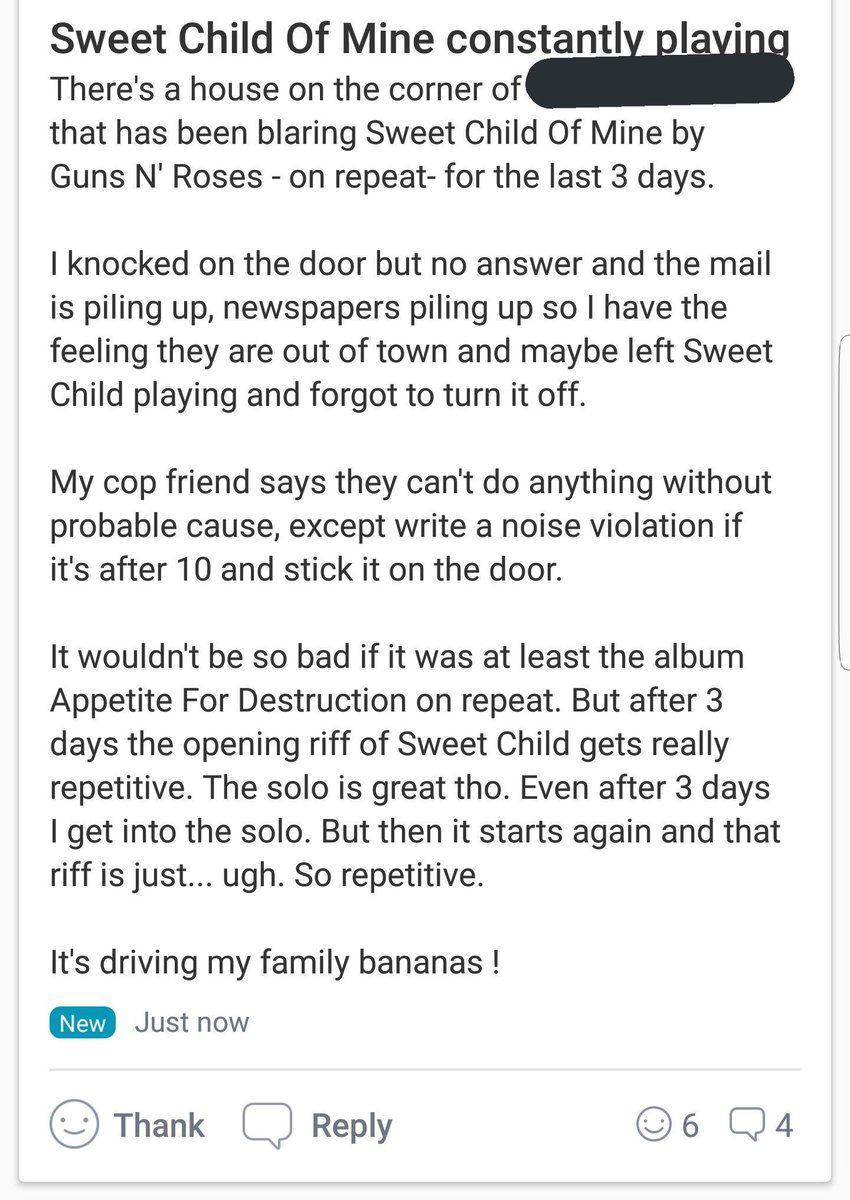 Sweet Child Of Mine constantly playing
There's a house on the corner of
that has been blaring Sweet Child Of Mine by
Guns N' Roses - on repeat- for the last 3 days.
I knocked on the door but no answer and the mail
is piling up, newspapers piling up so I have the
feeling they are out of town and maybe left Sweet
Child playing and forgot to turn it off.
My cop friend says they can't do anything without
probable cause, except write a noise violation if
it's after 10 and stick it on the door.
It wouldn't be so bad if it was at least the album
Appetite For Destruction on repeat. But after 3
days the opening riff of Sweet Child gets really
repetitive. The solo is great tho. Even after 3 days
I get into the solo. But then it starts again and that
riff is just... ugh. So repetitive.
It's driving my family bananas !
New Just now
Thank Reply 6 4